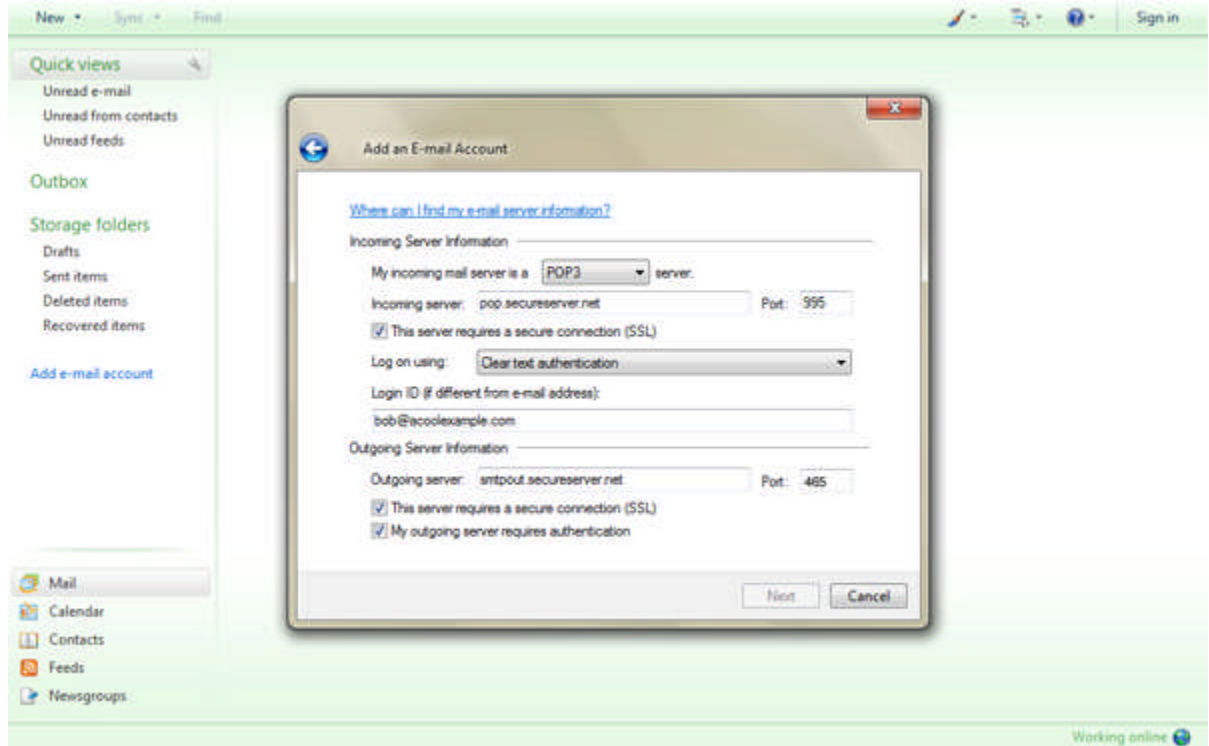 New Sync Find Sign in
Quick views
Unread e-mail
Unread from contacts
Unread feeds
Outbox
Storage folders
Drafts
Sent items
Deleted items
Recovered items
Add e-mail account
Mail
Calendar
Contacts
Feeds
Newsgroups
Add an E-mail Account
Where can I find my e-mail server information?
Incoming Server Information
My incoming mail server is a POP3 server.
Incoming server: pop.secureserver.net Port: 995
This server requires a secure connection (SSL)
Log on using: Clear text authentication
Login ID (if different from e-mail address):
bob@acoolexample.com
Outgoing Server Information
Outgoing server: smtpout.secureserver.net Port: 465
This server requires a secure connection (SSL)
My outgoing server requires authentication
Next Cancel
Working online